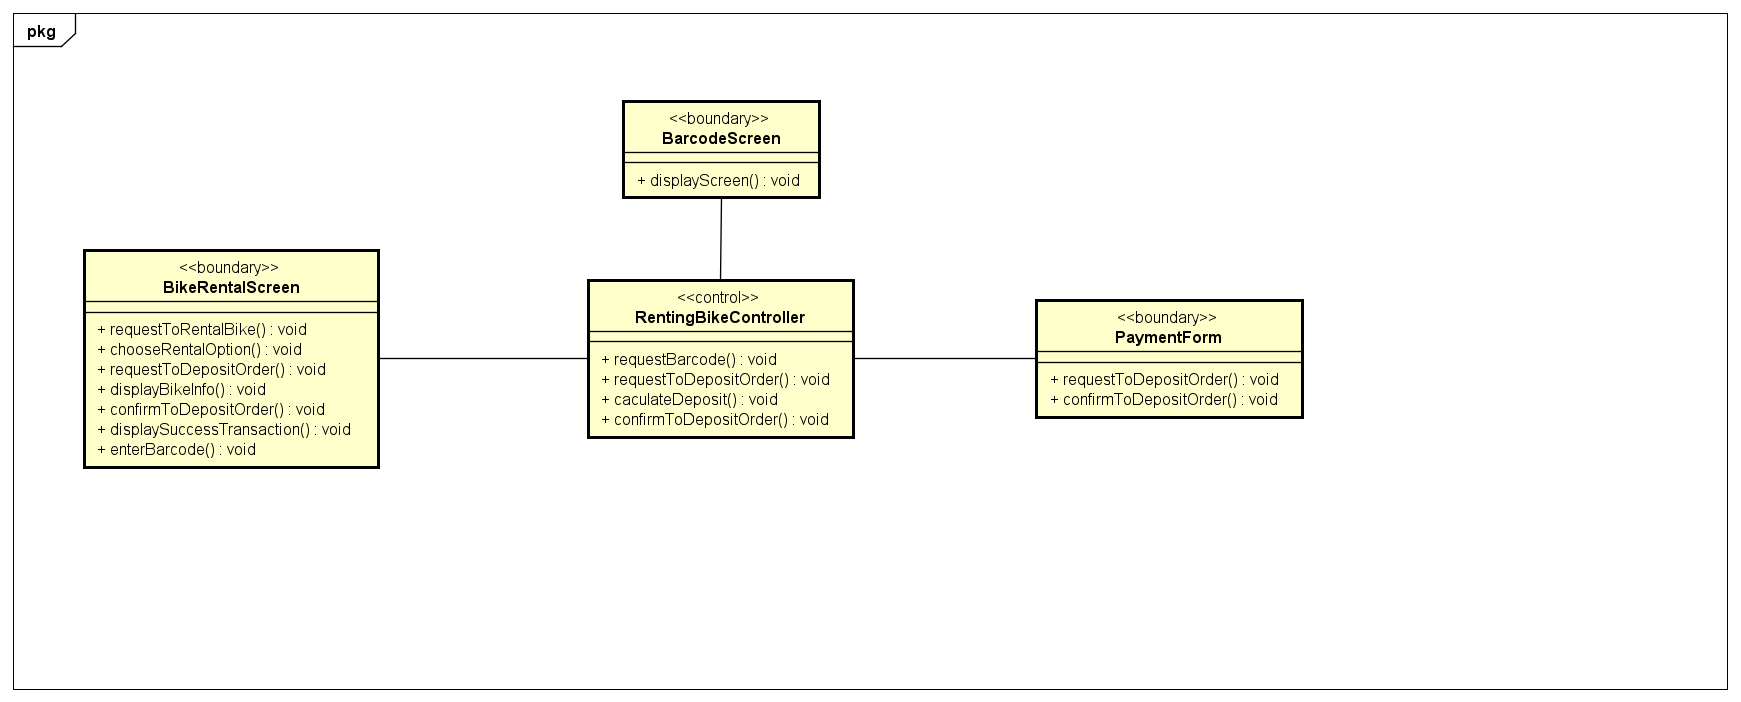 pkg
<<boundary>>
BarcodeScreen
+ displayScreen() : void
<<boundary>>
BikeRentalScreen
+ requestToRentalBike() : void
+ chooseRentalOption() : void
+ requestToDepositOrder() : void
+ displayBikeInfo() : void
+ confirmToDepositOrder() : void
+ displaySuccessTransaction() : void
+ enterBarcode() : void
<<control>>
RentingBikeController
+ requestBarcode() : void
+ requestToDepositOrder() : void
+ caculateDeposit() : void
+ confirmToDepositOrder() : void
<<boundary>>
PaymentForm
+ requestToDepositOrder() : void
+ confirmToDepositOrder() : void